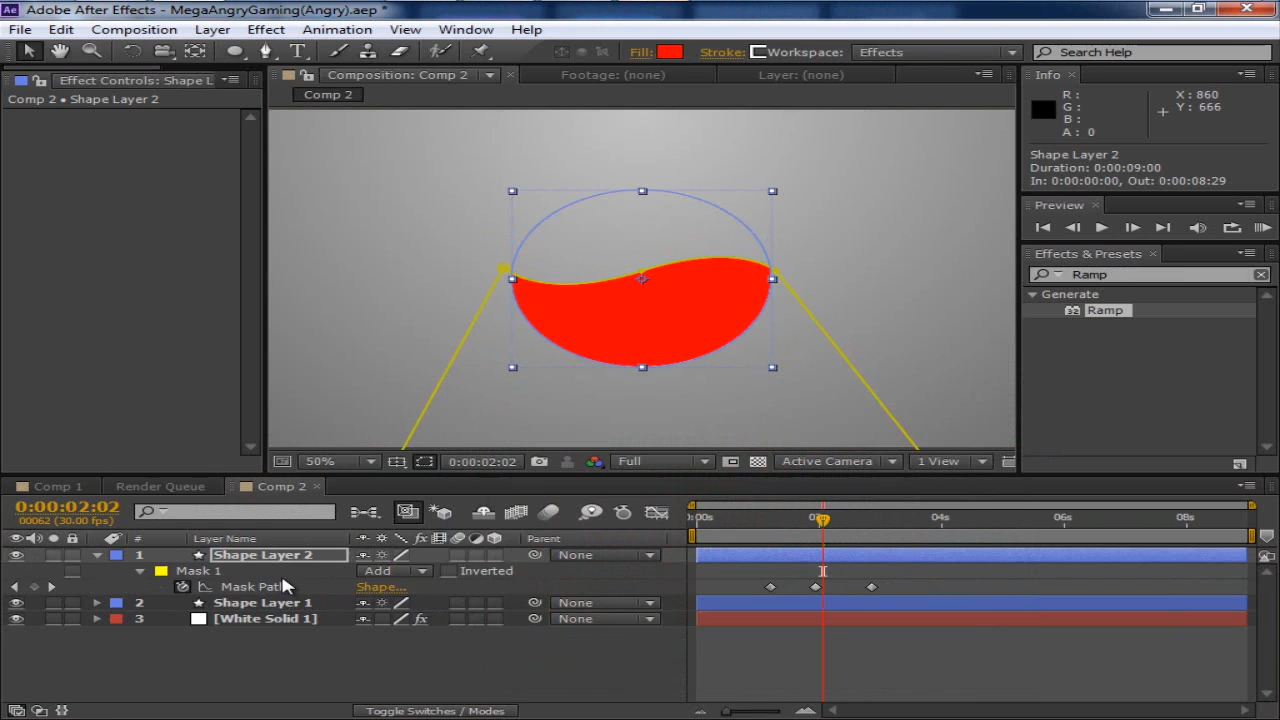 Ae Adobe After Effects - MegaAngryGaming(Angry).aep *
File Edit Composition Layer Effect Animation View Window Help
T Fill: Stroke: Workspace: Effects Search Help
Effect Controls: Shape L Composition: Comp 2 Footage: (none) Layer: (none) Info
Comp 2 • Shape Layer 2 Comp 2
R : X : 860
G : Y : 666
B :
A : 0
Shape Layer 2
Duration: 0:00:09:00
In: 0:00:00:00, Out: 0:00:08:29
Preview
Effects & Presets
Ramp
Generate
32 Ramp
50% 0:00:02:02 Full Active Camera 1 View
Comp 1 Render Queue Comp 2
0:00:02:02
00062 (30.00 fps)
:00s 04s 06s 08s
# Layer Name fx Parent
1 Shape Layer 2 None
Mask 1 Add Inverted
Mask Path Shape...
2 Shape Layer 1 None
3 [White Solid 1] fx None
Toggle Switches / Modes